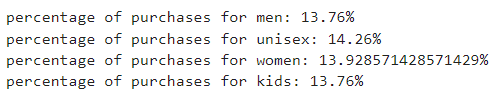 percentage of purchases for men: 13.76%
percentage of purchases for unisex: 14.26%
percentage of purchases for women: 13.928571428571429%
percentage of purchases for kids: 13.76%